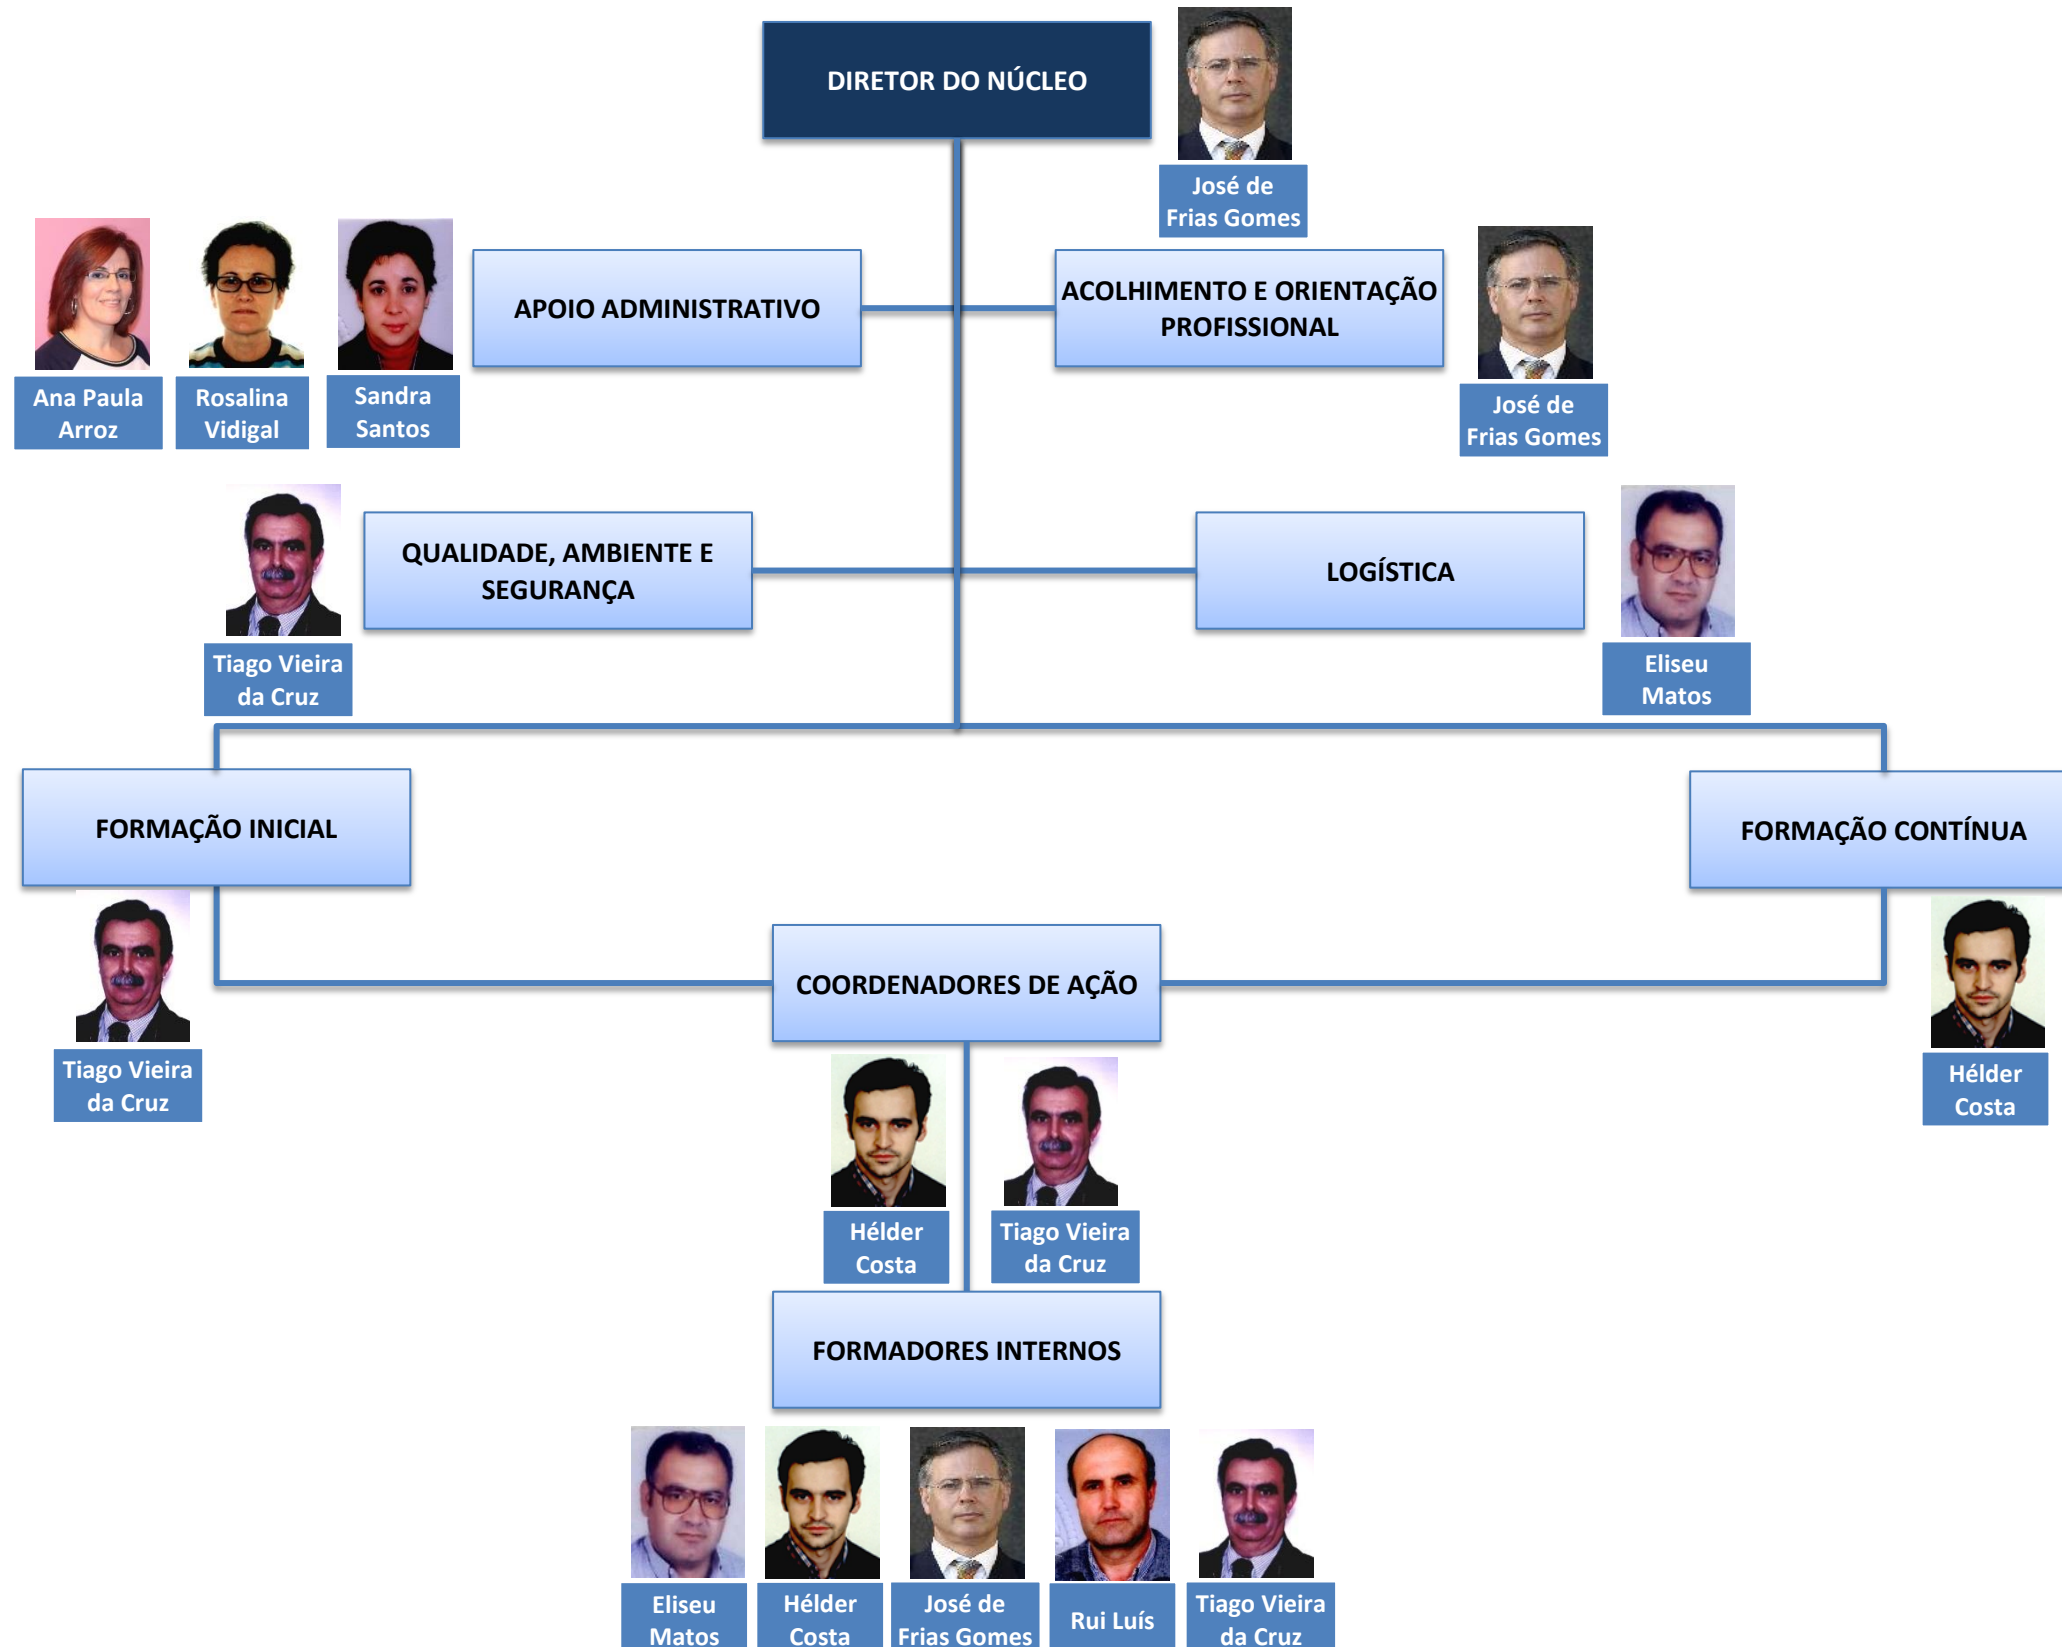 DIRETOR DO NÚCLEO
José de
Frias Gomes
APOIO ADMINISTRATIVO
ACOLHIMENTO E ORIENTAÇÃO
PROFISSIONAL
Ana Paula
Arroz
Rosalina
Vidigal
Sandra
Santos
José de
Frias Gomes
QUALIDADE, AMBIENTE E
SEGURANÇA
LOGÍSTICA
Tiago Vieira
da Cruz
Eliseu
Matos
FORMAÇÃO INICIAL
FORMAÇÃO CONTÍNUA
COORDENADORES DE AÇÃO
Tiago Vieira
da Cruz
Hélder
Costa
Hélder
Costa
Tiago Vieira
da Cruz
FORMADORES INTERNOS
Eliseu
Matos
Hélder
Costa
José de
Frias Gomes
Rui Luís
Tiago Vieira
da Cruz